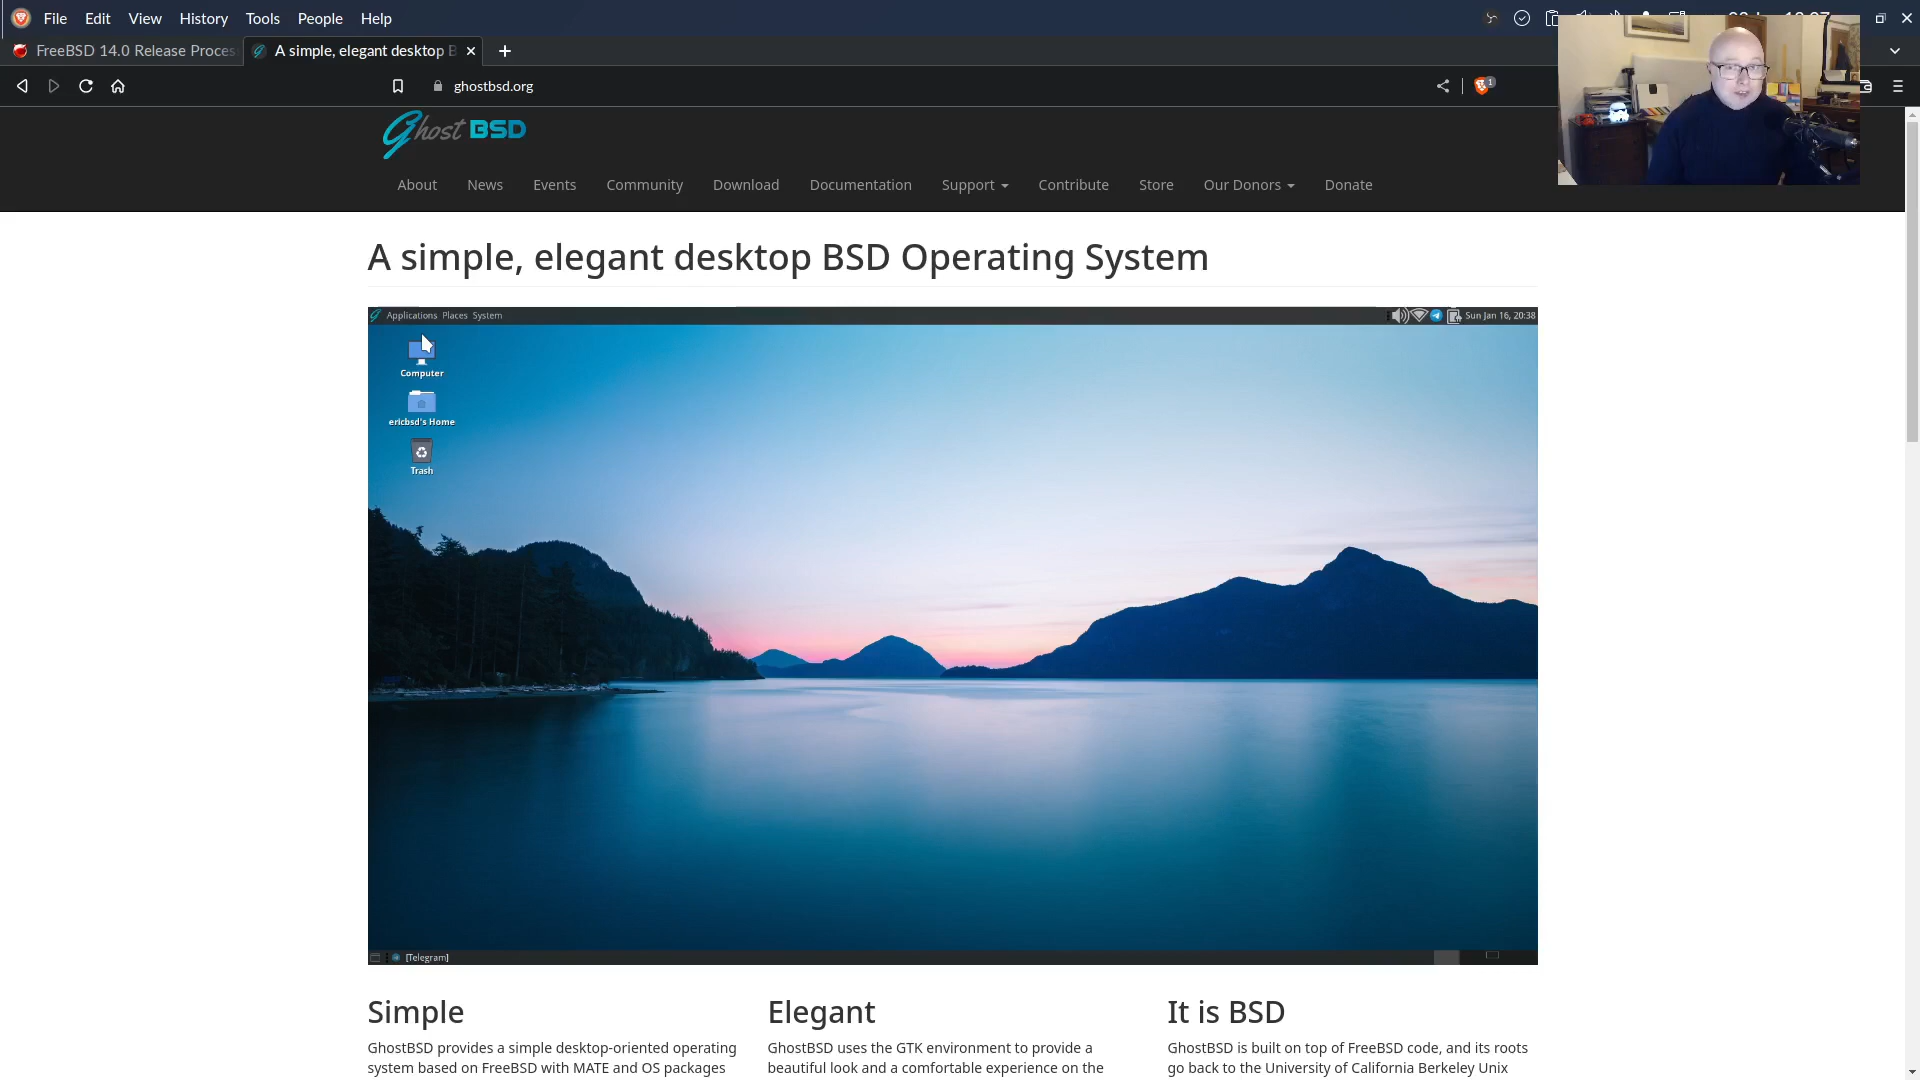 File Edit View History Tools People Help
FreeBSD 14.0 Release Proces
A simple, elegant desktop B
ghostbsd.org
1
Ghost BSD
About News Events Community Download Documentation Support Contribute Store Our Donors Donate
A simple, elegant desktop BSD Operating System
Applications Places System
Sun Jan 16, 20:38
Computer
ericbsd's Home
Trash
[Telegram]
Simple
GhostBSD provides a simple desktop-oriented operating
system based on FreeBSD with MATE and OS packages
Elegant
GhostBSD uses the GTK environment to provide a
beautiful look and a comfortable experience on the
It is BSD
GhostBSD is built on top of FreeBSD code, and its roots
go back to the University of California Berkeley Unix